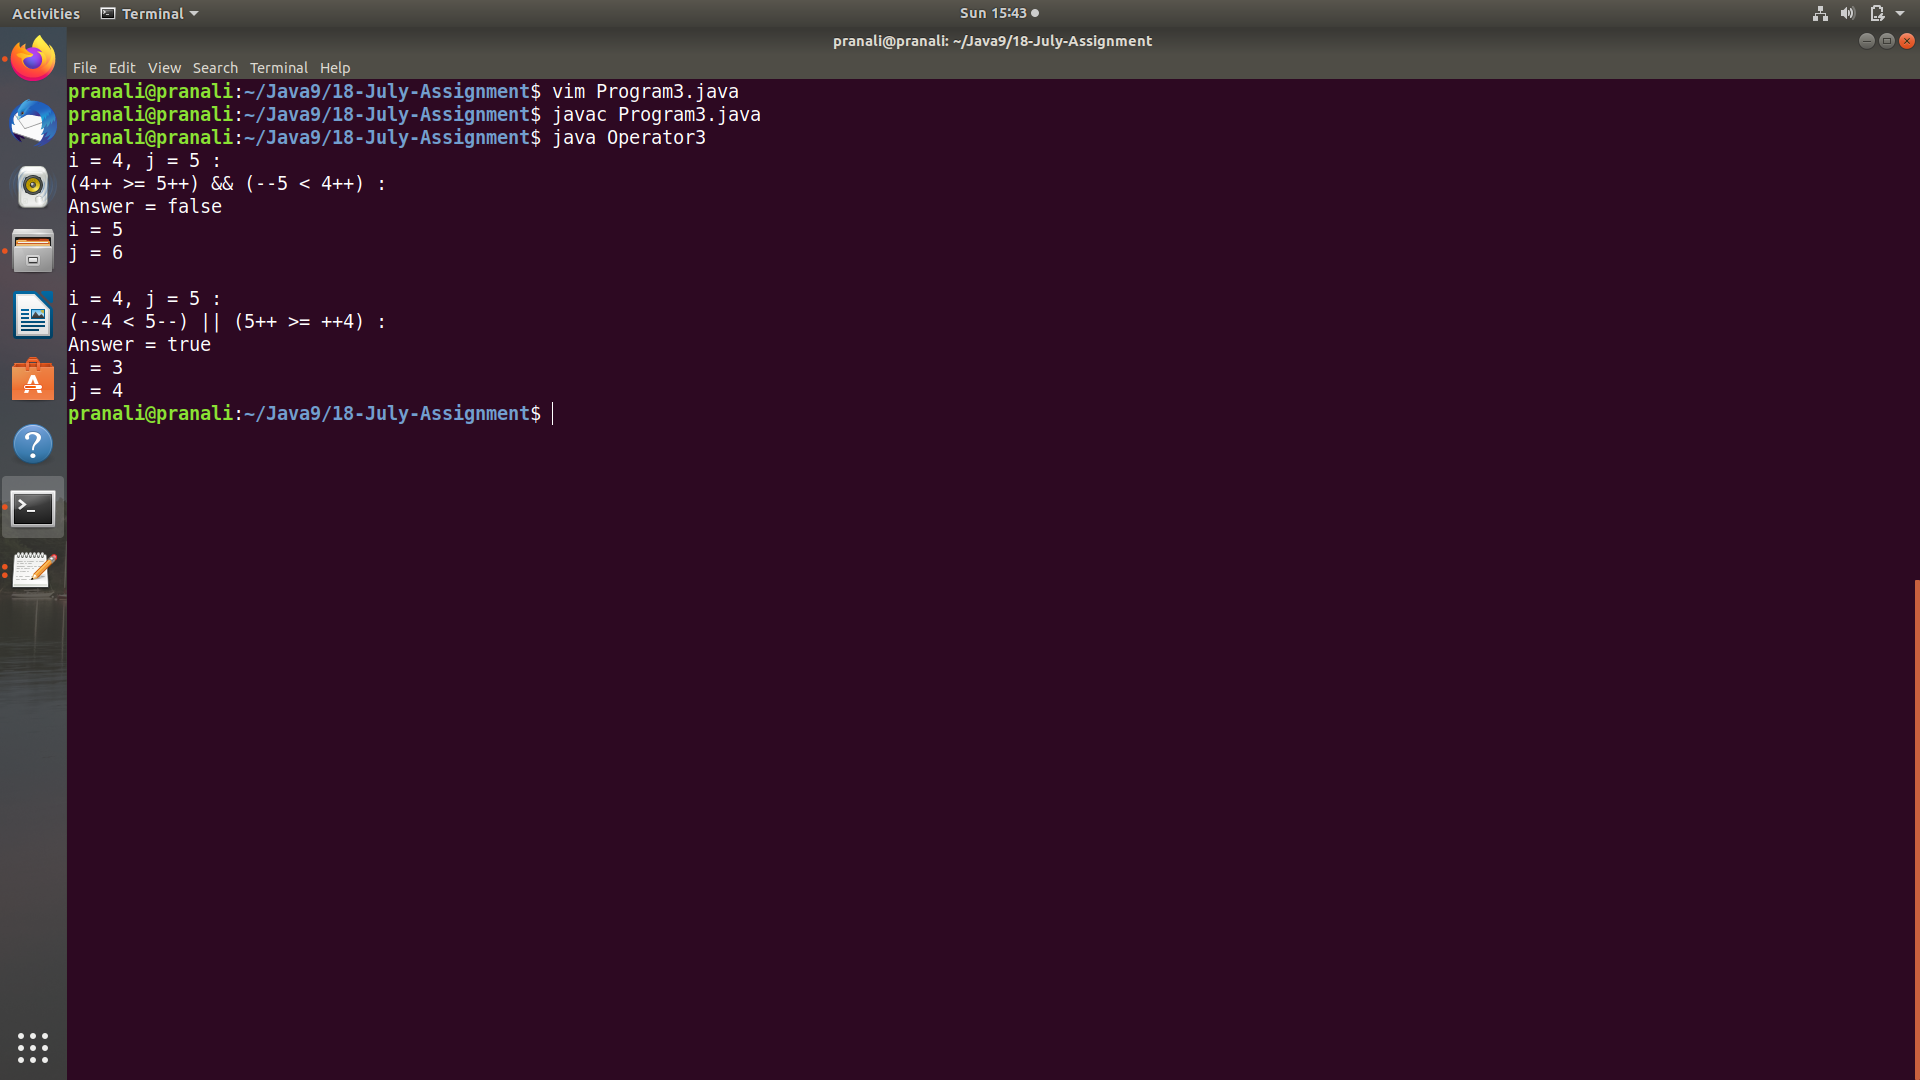 Activities Terminal Sun 15:43
pranali@pranali: ~/Java9/18-July-Assignment
File Edit View Search Terminal Help
pranali@pranali:~/Java9/18-July-Assignment$ vim Program3.java
pranali@pranali:~/Java9/18-July-Assignment$ javac Program3.java
pranali@pranali:~/Java9/18-July-Assignment$ java Operator3
i = 4, j = 5 :
(4++ >= 5++) && (--5 < 4++) :
Answer = false
i = 5
j = 6

i = 4, j = 5 :
(--4 < 5--) || (5++ >= ++4) :
Answer = true
i = 3
j = 4
pranali@pranali:~/Java9/18-July-Assignment$